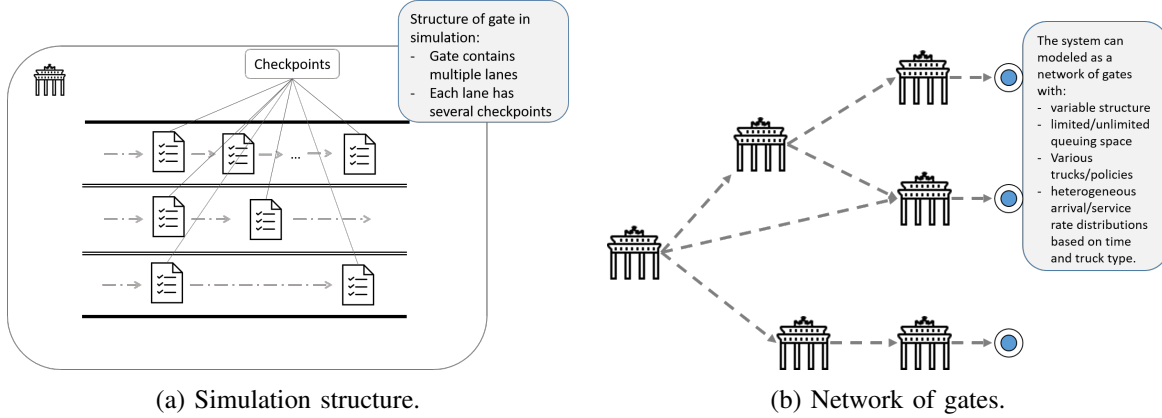 Structure of gate in
simulation:
- Gate contains
multiple lanes
- Each lane has
several checkpoints
Checkpoints
...
(a) Simulation structure.
The system can
modeled as a
network of gates
with:
- variable structure
- limited/unlimited
queuing space
- Various
trucks/policies
- heterogeneous
arrival/service
rate distributions
based on time
and truck type.
(b) Network of gates.